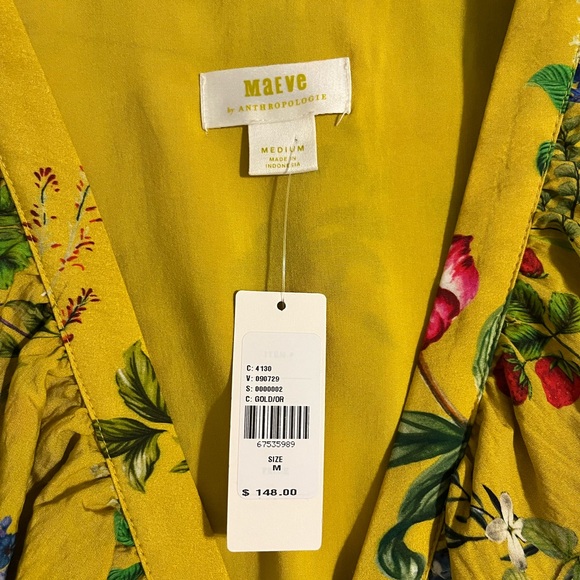 MaEve
by ANTHROPOLOGIE
MEDIUM
MADE IN
INDONESIA
C: 4130
V: 090729
S: 0000002
C: GOLD/OR
67535989
SIZE
M
$ 148.00